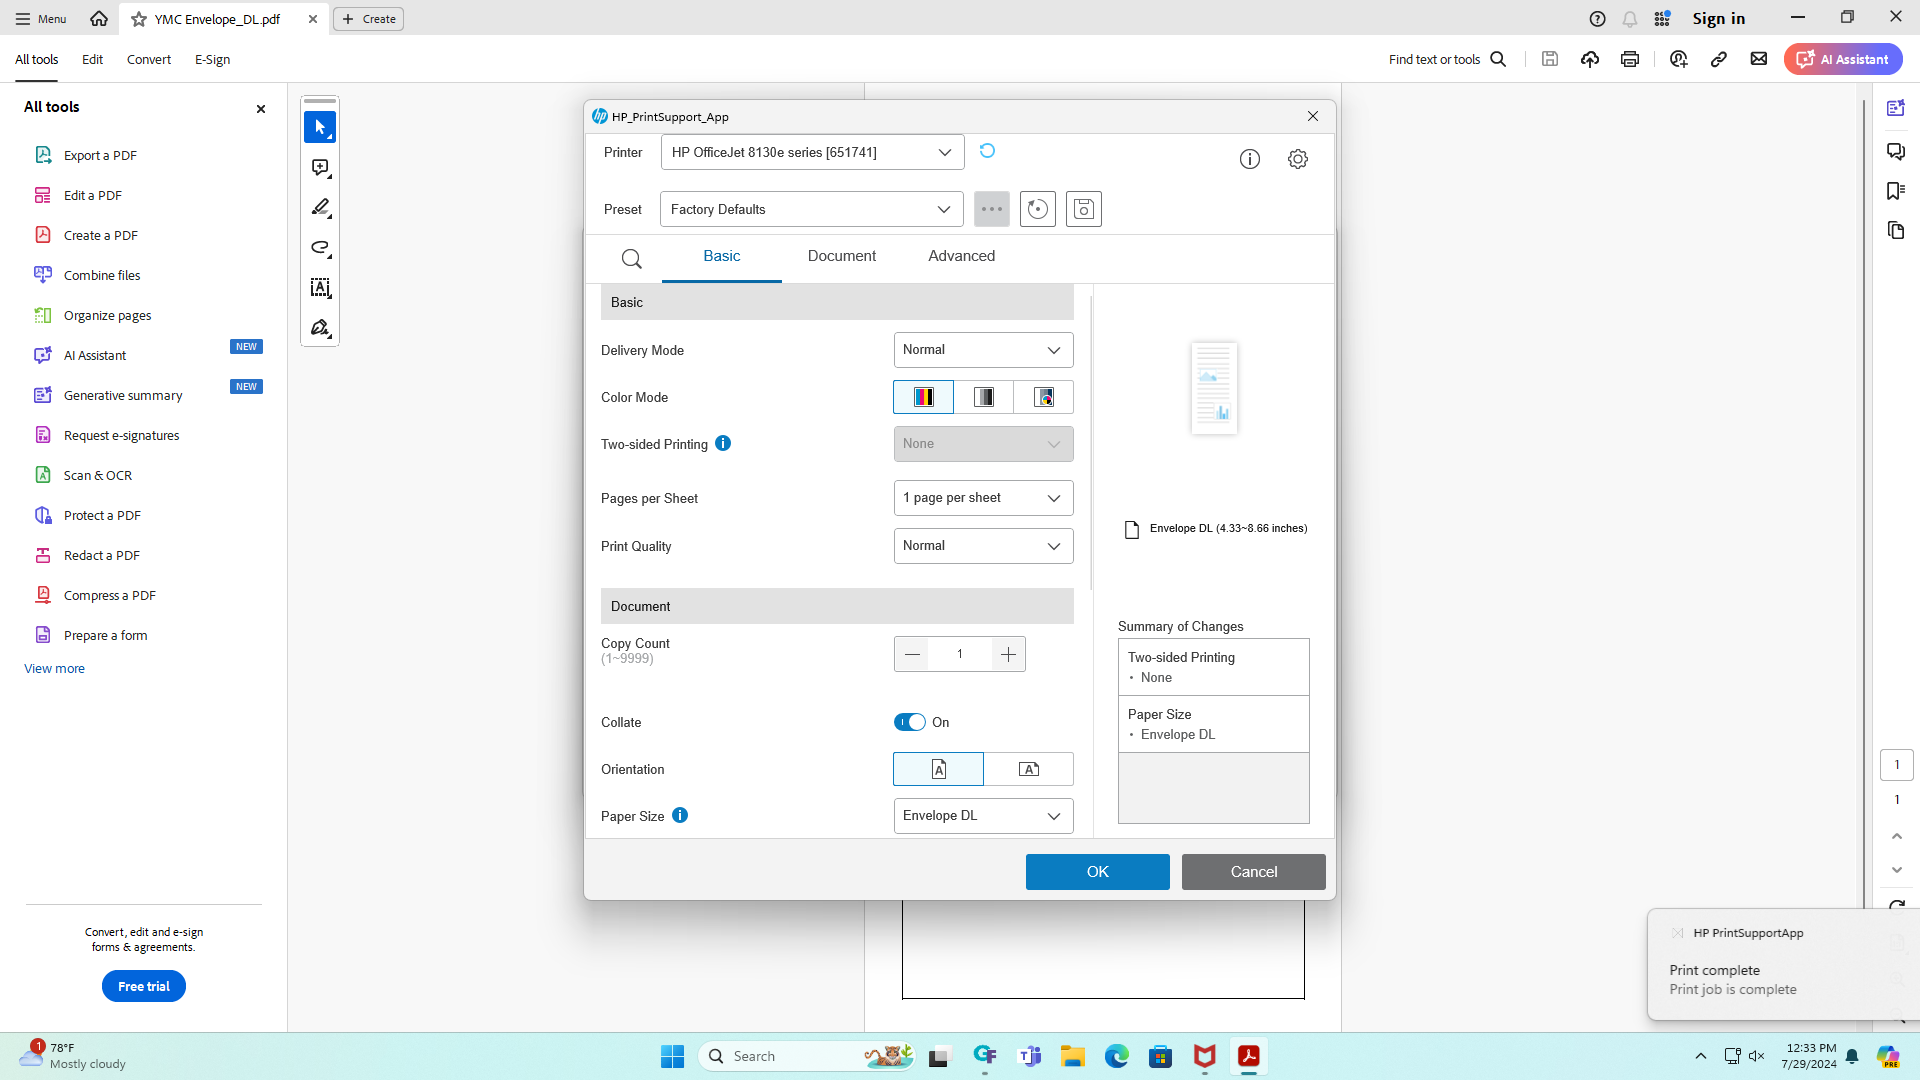 Menu
YMC Envelope_DL.pdf
Create
Sign in
All tools
Edit
Convert
E-Sign
Find text or tools
AI Assistant
All tools
Export a PDF
Edit a PDF
Create a PDF
Combine files
Organize pages
AI Assistant
NEW
Generative summary
NEW
Request e-signatures
Scan & OCR
Protect a PDF
Redact a PDF
Compress a PDF
Prepare a form
View more
Convert, edit and e-sign
forms & agreements.
Free trial
HP_PrintSupport_App
Printer
HP OfficeJet 8130e series [651741]
Preset
Factory Defaults
Basic
Document
Advanced
Basic
Delivery Mode
Normal
Color Mode
Two-sided Printing
None
Pages per Sheet
1 page per sheet
Print Quality
Normal
Document
Copy Count
(1~9999)
1
Collate
On
Orientation
Paper Size
Envelope DL
Envelope DL (4.33~8.66 inches)
Summary of Changes
Two-sided Printing
• None
Paper Size
• Envelope DL
OK
Cancel
1
1
HP PrintSupportApp
Print complete
Print job is complete
1
78°F
Mostly cloudy
Search
12:33 PM
7/29/2024
PRE